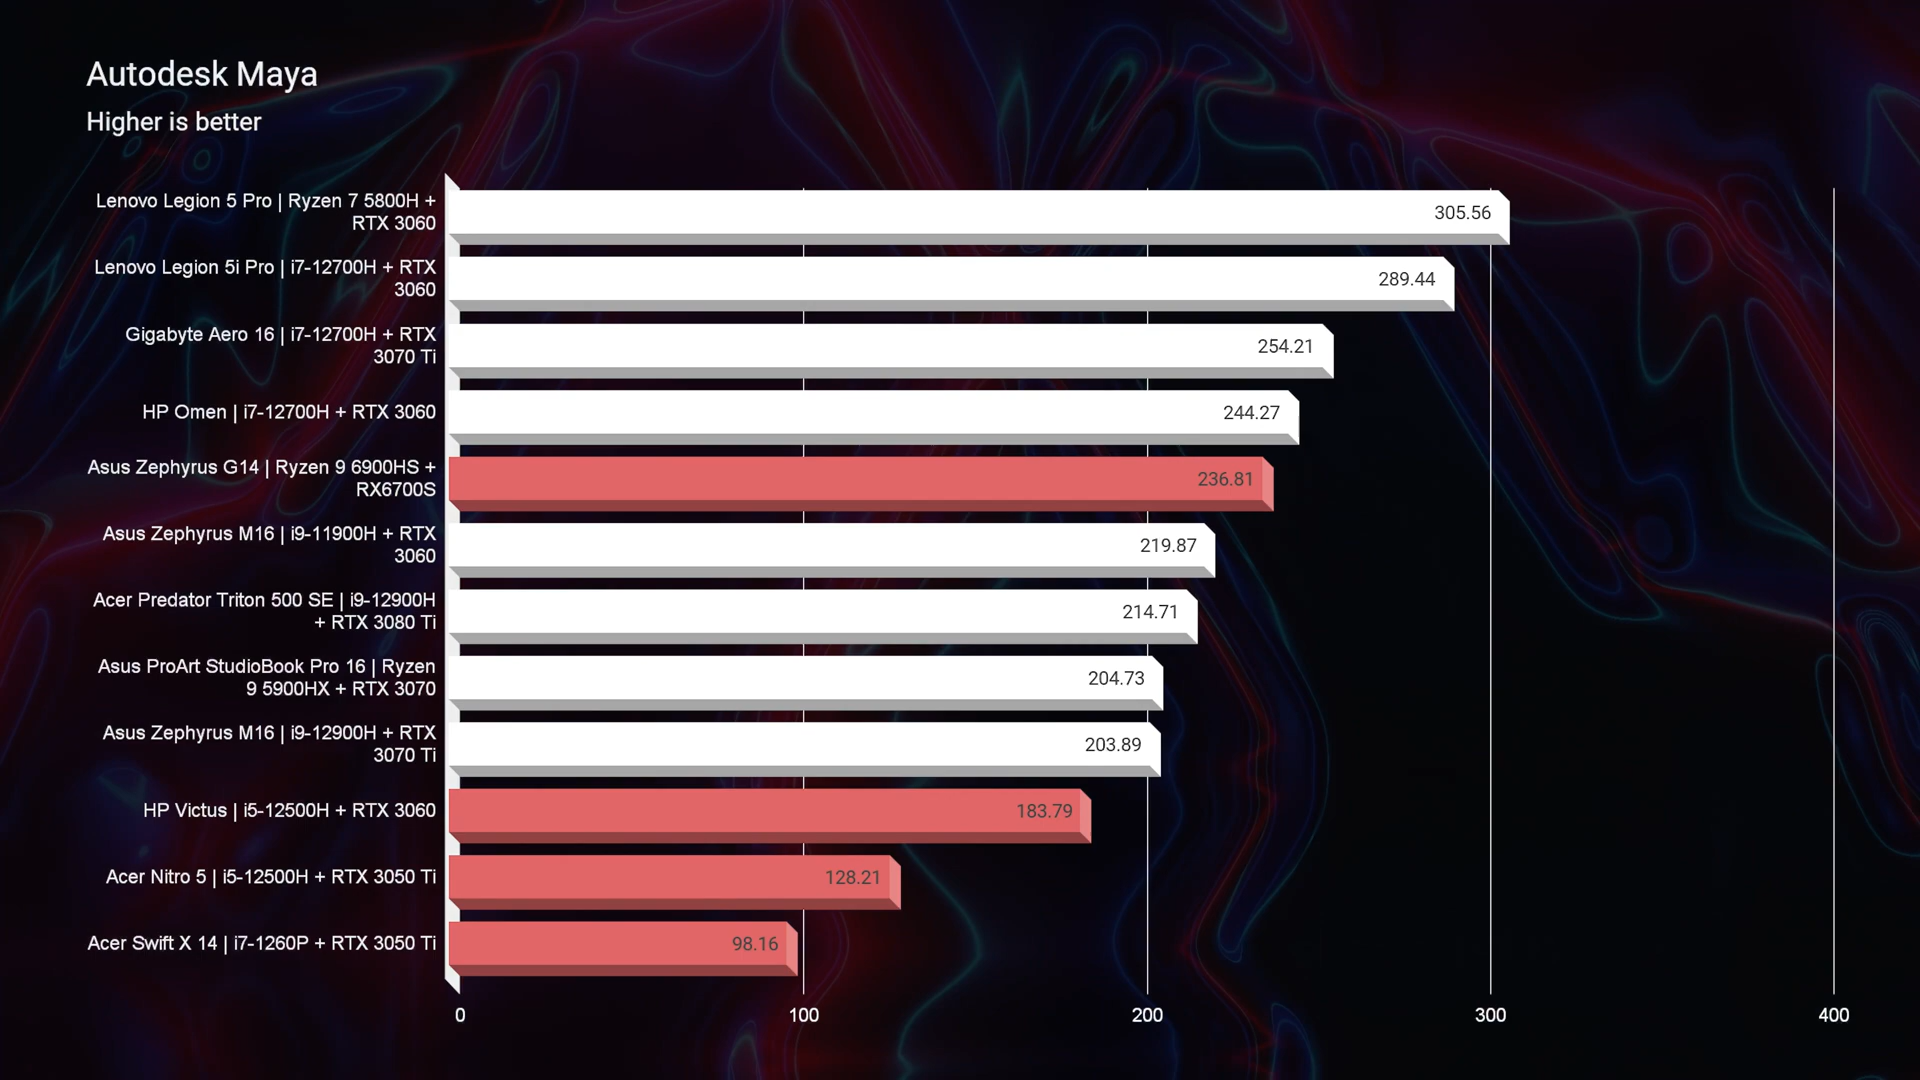 Autodesk Maya
Higher is better
Lenovo Legion 5 Pro | Ryzen 7 5800H +
RTX 3060
305.56
Lenovo Legion 5i Pro | i7-12700H + RTX
3060
289.44
Gigabyte Aero 16 | i7-12700H + RTX
3070 Ti
254.21
HP Omen | i7-12700H + RTX 3060
244.27
Asus Zephyrus G14 | Ryzen 9 6900HS +
RX6700S
236.81
Asus Zephyrus M16 | i9-11900H + RTX
3060
219.87
Acer Predator Triton 500 SE | i9-12900H
+ RTX 3080 Ti
214.71
Asus ProArt StudioBook Pro 16 | Ryzen
9 5900HX + RTX 3070
204.73
Asus Zephyrus M16 | i9-12900H + RTX
3070 Ti
203.89
HP Victus | i5-12500H + RTX 3060
183.79
Acer Nitro 5 | i5-12500H + RTX 3050 Ti
128.21
Acer Swift X 14 | i7-1260P + RTX 3050 Ti
98.16
0 100 200 300 400